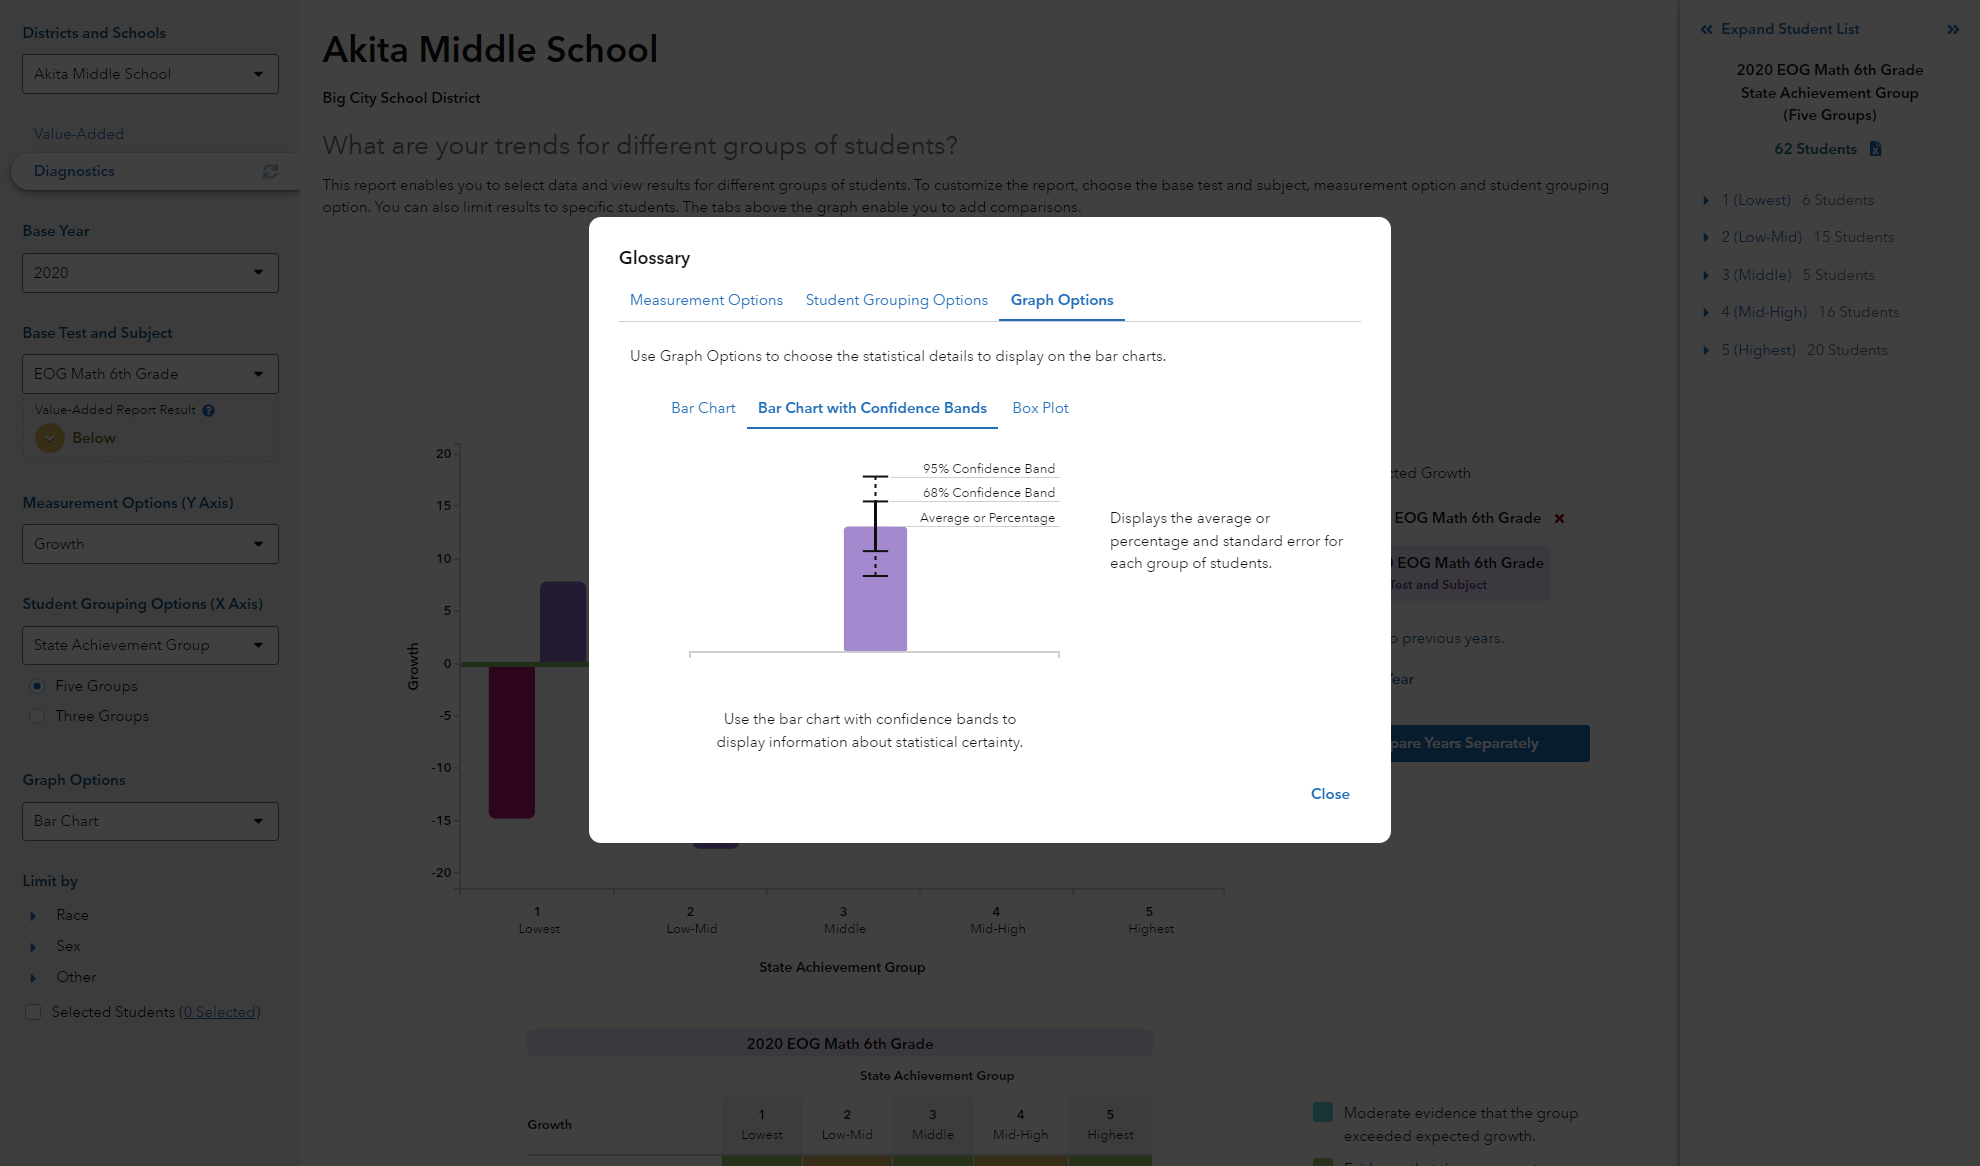 Districts and Schools
Akita Middle School
Value-Added
Diagnostics
Base Year
2020
Base Test and Subject
EOG Math 6th Grade
Value-Added Report Result ?
Below
Measurement Options (Y Axis)
Growth
Student Grouping Options (X Axis)
State Achievement Group
Five Groups
Three Groups
Graph Options
Bar Chart
Limit by
Race
Sex
Other
Selected Students (0 Selected)
Akita Middle School
Big City School District
What are your trends for different groups of students?
This report enables you to select data and view results for different groups of students. To customize the report, choose the base test and subject, measurement option and student grouping
option. You can also limit results to specific students. The tabs above the graph enable you to add comparisons.
Glossary
Measurement Options Student Grouping Options Graph Options
Use Graph Options to choose the statistical details to display on the bar charts.
Bar Chart Bar Chart with Confidence Bands Box Plot
95% Confidence Band
68% Confidence Band
Average or Percentage
Displays the average or
percentage and standard error for
each group of students.
Use the bar chart with confidence bands to
display information about statistical certainty.
Close
20
15
10
5
0
-5
-10
-15
-20
Growth
1 2 3 4 5
Lowest Low-Mid Middle Mid-High Highest
State Achievement Group
Growth
EOG Math 6th Grade
EOG Math 6th Grade
Test and Subject
previous years.
Years Separately
2020 EOG Math 6th Grade
State Achievement Group
Growth
1 2 3 4 5
Lowest Low-Mid Middle Mid-High Highest
Moderate evidence that the group
exceeded expected growth.
Expand Student List
2020 EOG Math 6th Grade
State Achievement Group
(Five Groups)
62 Students
1 (Lowest) 6 Students
2 (Low-Mid) 15 Students
3 (Middle) 5 Students
4 (Mid-High) 16 Students
5 (Highest) 20 Students